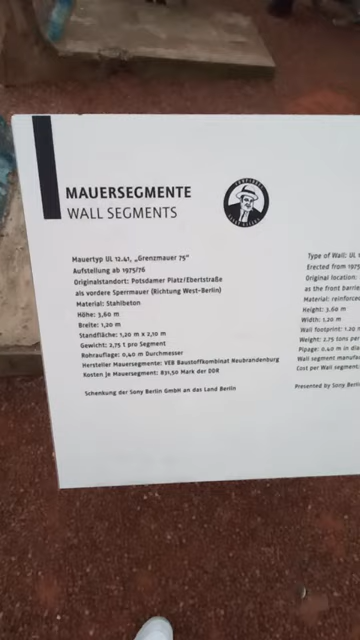 MAUERSEGMENTE
WALL SEGMENTS
Mauertyp UL 12.41, „Grenzmauer 75“
Aufstellung ab 1975/76
Originalstandort: Potsdamer Platz/Ebertstraße
als vordere Sperrmauer (Richtung West-Berlin)
Material: Stahlbeton
Höhe: 3,60 m
Breite: 1,20 m
Standfläche: 1,20 m x 2,10 m
Gewicht: 2,75 t pro Segment
Rohrauflage: 0,40 m Durchmesser
Hersteller Mauersegmente: VEB Baustoffkombinat Neubrandenburg
Kosten je Mauersegment: 831,50 Mark der DDR
Schenkung der Sony Berlin GmbH an das Land Berlin
Type of Wall: UL
Erected from 1975
Original location:
as the front barrie
Material: reinforce
Height: 3.60 m
Width: 1.20 m
Wall footprint: 1.20
Weight: 2.75 tons per
Pipage: 0.40 m in dia
Wall segment manufa
Cost per Wall segment:
Presented by Sony Berli